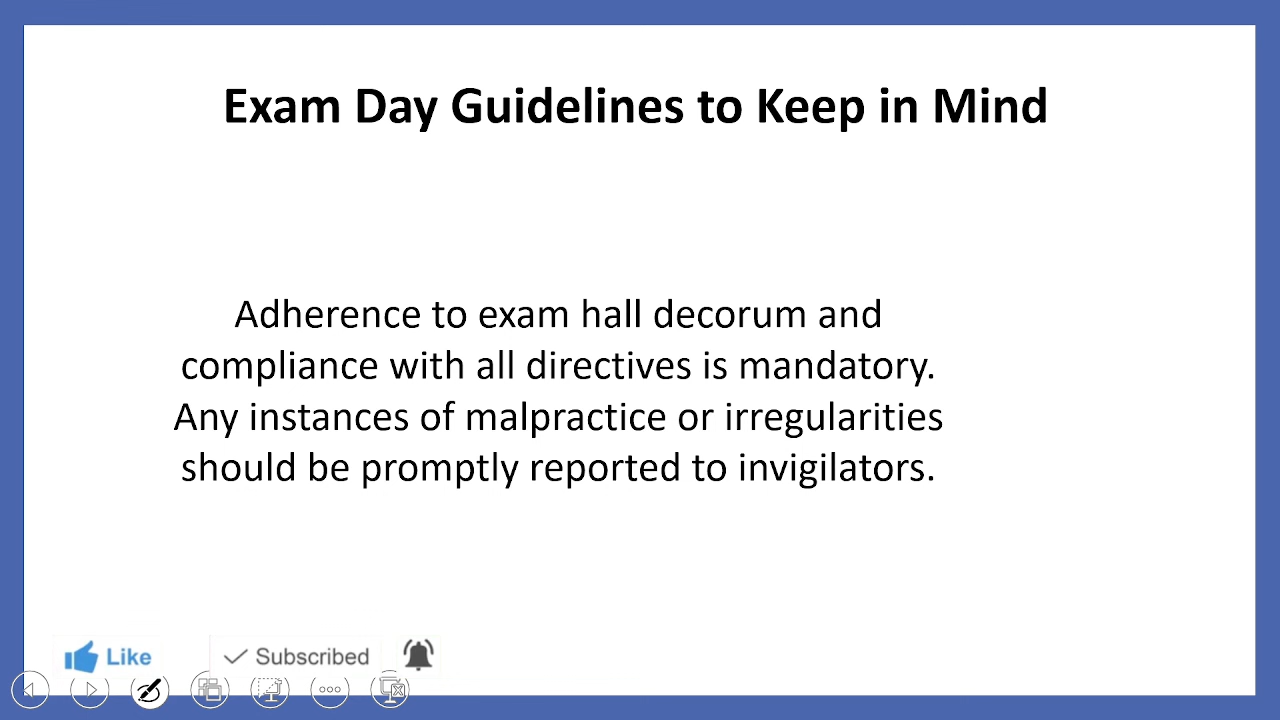 Exam Day Guidelines to Keep in Mind
Adherence to exam hall decorum and
compliance with all directives is mandatory.
Any instances of malpractice or irregularities
should be promptly reported to invigilators.
Like
Subscribed